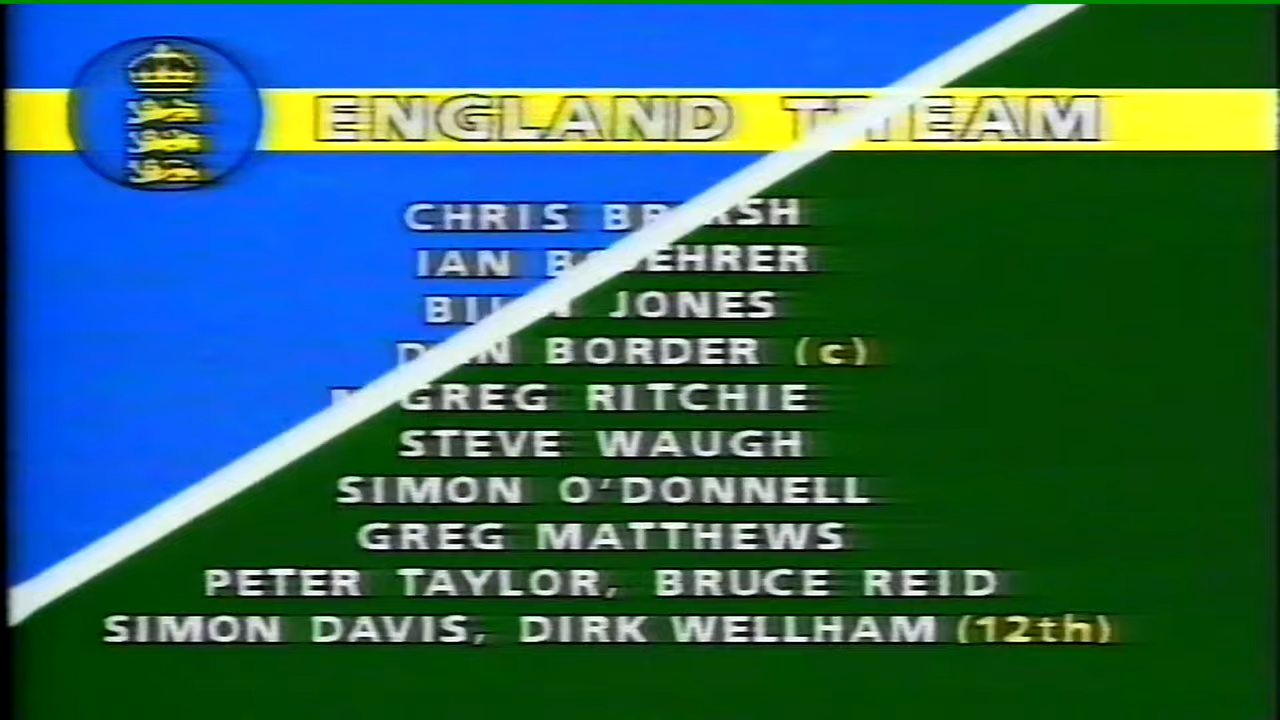 ENGLAND TEAM
CHRIS
IAN
JONES
BORDER (c)
GREG RITCHIE
STEVE WAUGH
SIMON O'DONNELL
GREG MATTHEWS
PETER TAYLOR, BRUCE REID
SIMON DAVIS, DIRK WELLHAM (12th)